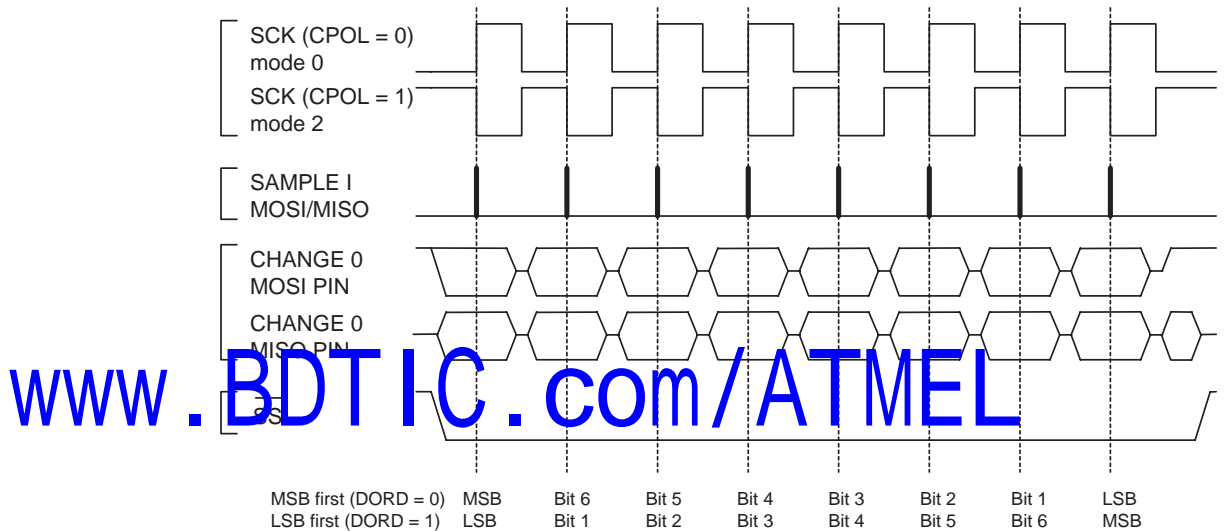 SCK (CPOL = 0)
mode 0
SCK (CPOL = 1)
mode 2
SAMPLE I
MOSI/MISO
CHANGE 0
MOSI PIN
CHANGE 0
MISO PIN
www.BDTIC.com/ATMEL
SS
MSB first (DORD = 0) MSB Bit 6 Bit 5 Bit 4 Bit 3 Bit 2 Bit 1 LSB
LSB first (DORD = 1) LSB Bit 1 Bit 2 Bit 3 Bit 4 Bit 5 Bit 6 MSB